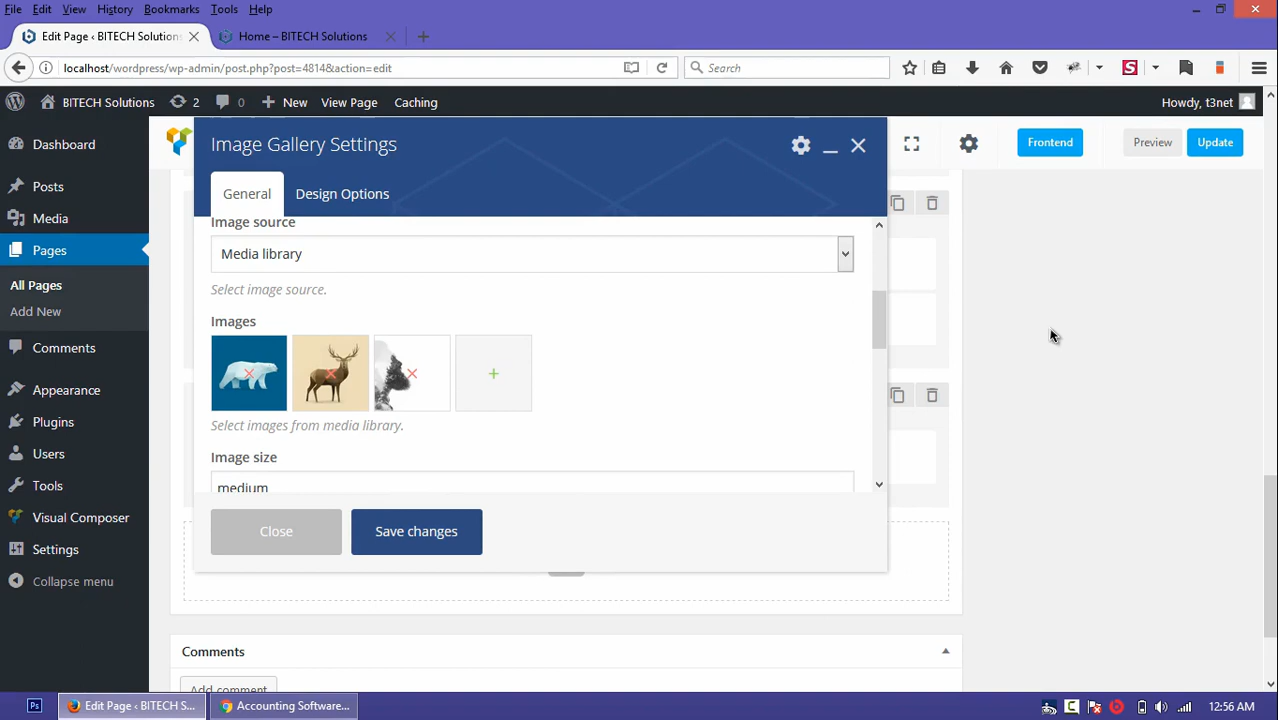 File Edit View History Bookmarks Tools Help
Edit Page ‹ BITECH Solutions
Home – BITECH Solutions
localhost/wordpress/wp-admin/post.php?post=4814&action=edit
Search
BITECH Solutions 2 0 New View Page Caching Howdy, t3net
Dashboard
Posts
Media
Pages
All Pages
Add New
Comments
Appearance
Plugins
Users
Tools
Visual Composer
Settings
Collapse menu
Image Gallery Settings
Frontend Preview Update
General Design Options
Image source
Media library
Select image source.
Images
Select images from media library.
Image size
medium
Close Save changes
Comments
Add comment
Ps Edit Page ‹ BITECH S... Accounting Software... 12:56 AM